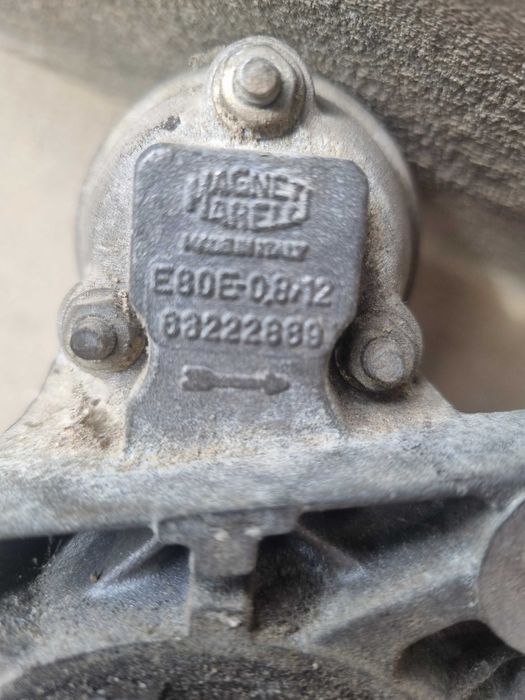 MAGNETI
MARELLI
MADE IN ITALY
E80E-0,8/12
63222889